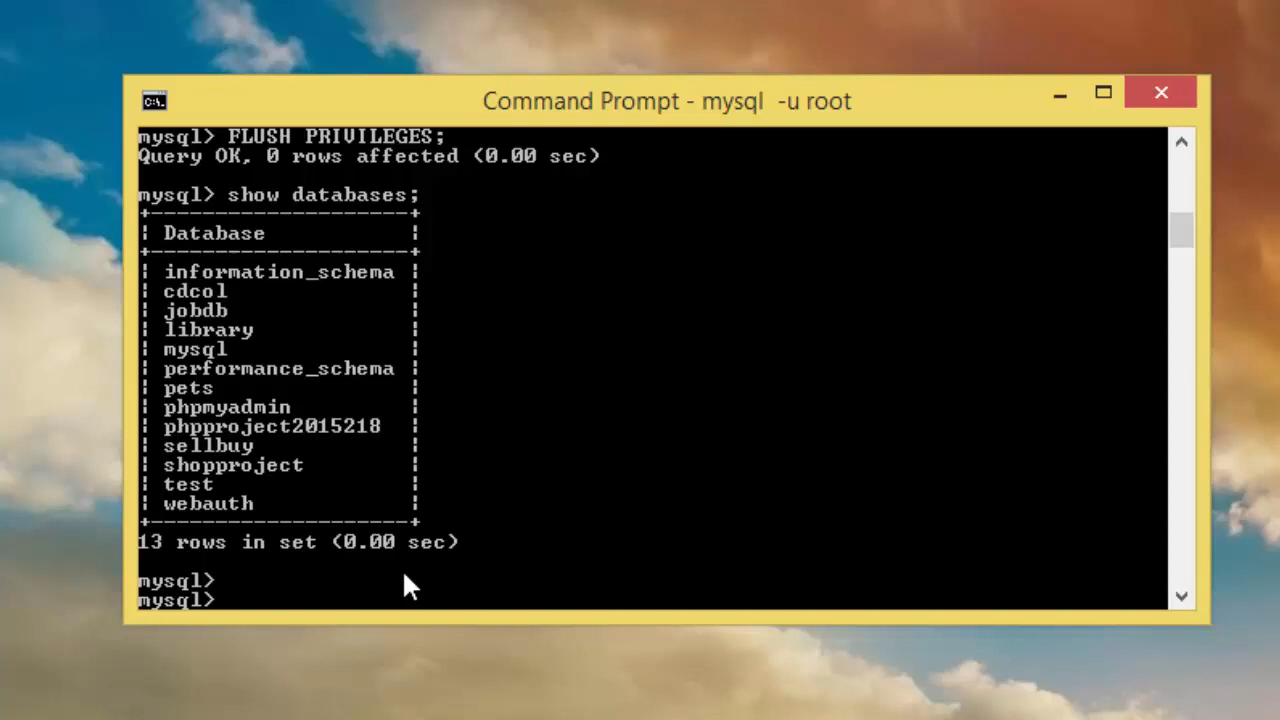 C:\.
Command Prompt - mysql  -u root
mysql> FLUSH PRIVILEGES;
Query OK, 0 rows affected (0.00 sec)
mysql> show databases;
+--------------------+
| Database           |
+--------------------+
| information_schema |
| cdcol              |
| jobdb              |
| library            |
| mysql              |
| performance_schema |
| pets               |
| phpmyadmin         |
| phpproject2015218  |
| sellbuy            |
| shopproject        |
| test               |
| webauth            |
+--------------------+
13 rows in set (0.00 sec)
mysql>
mysql>